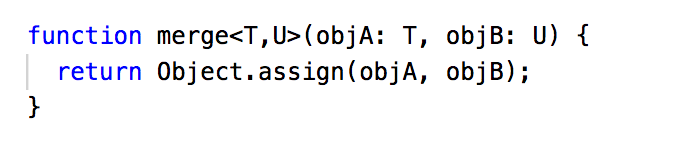 function merge<T,U>(objA: T, objB: U) {
  return Object.assign(objA, objB);
}